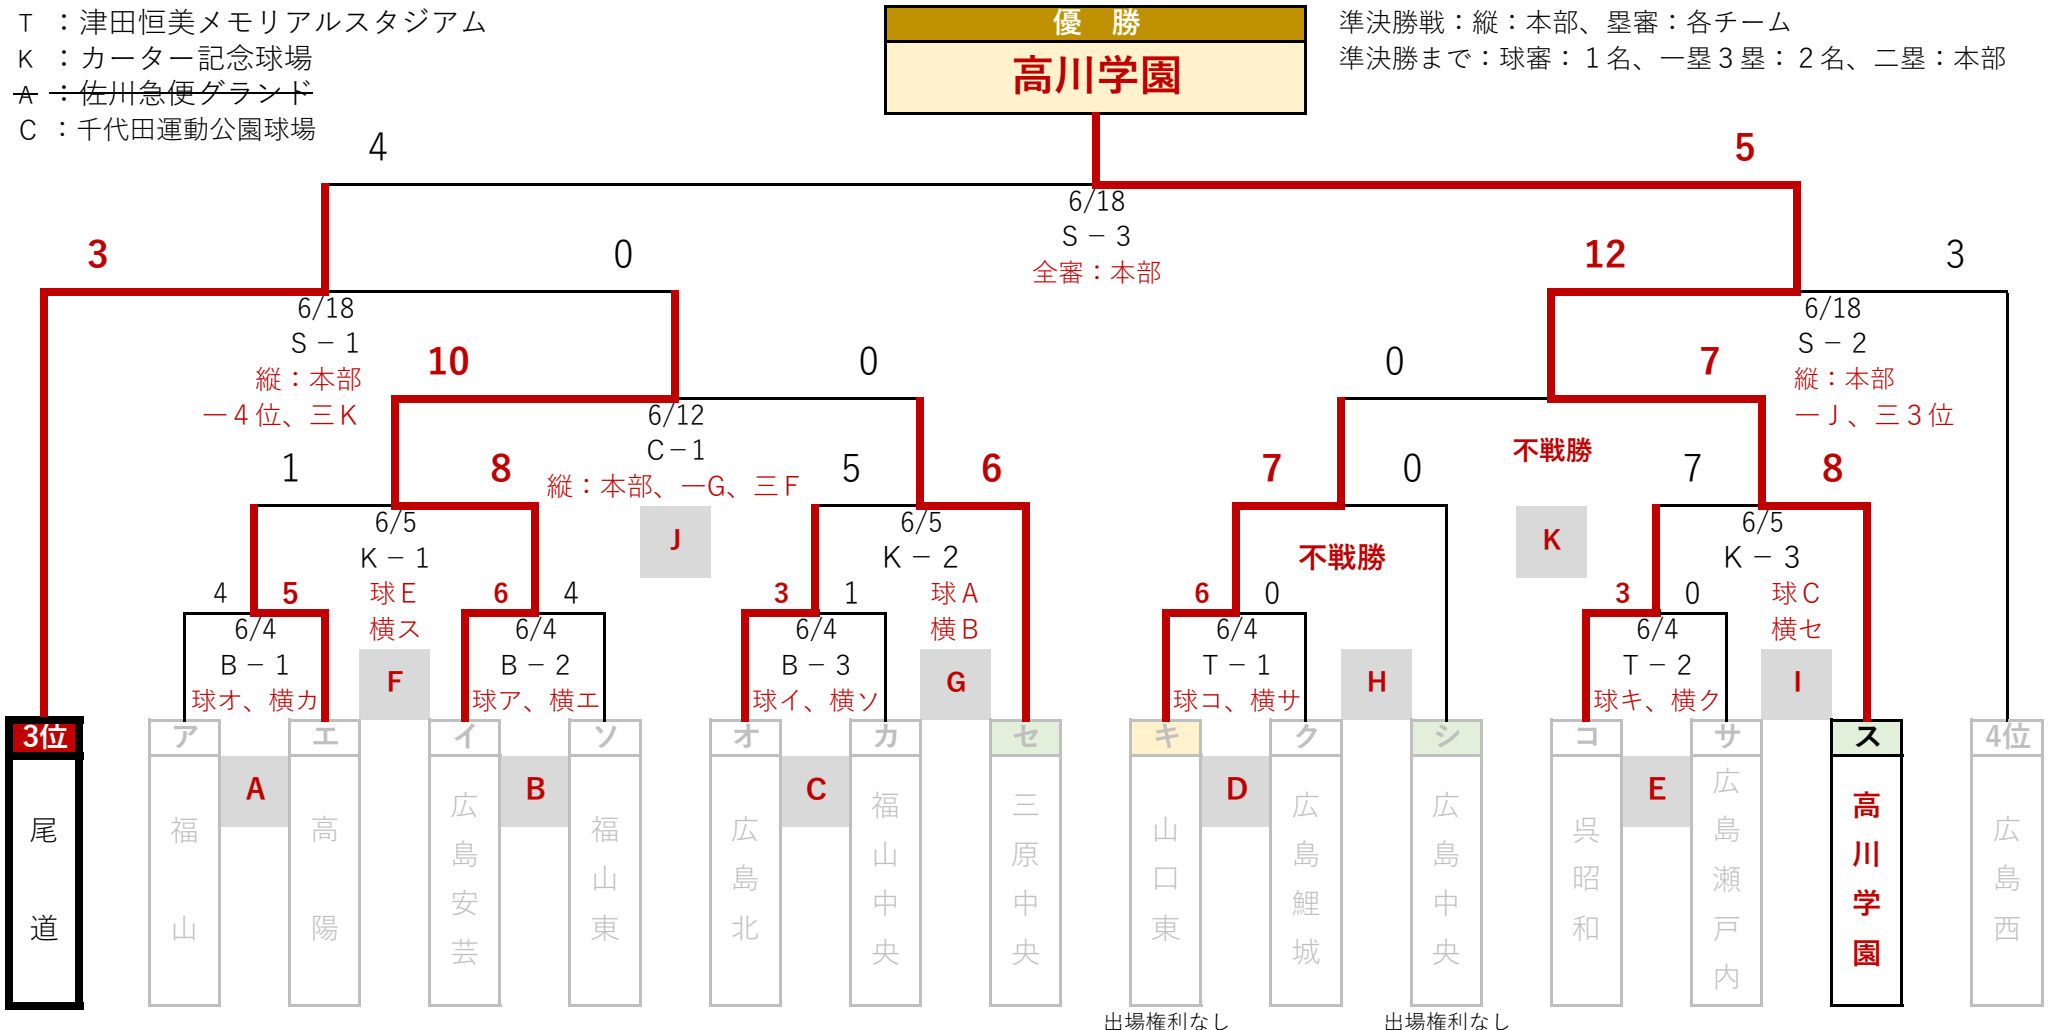 T ：津田恒美メモリアルスタジアム
K ：カーター記念球場
A ：佐川急便グランド
C ：千代田運動公園球場
優　勝
高川学園
準決勝戦：縦：本部、塁審：各チーム
準決勝まで：球審：１名、一塁３塁：２名、二塁：本部
4
5
6/18
S－3
全審：本部
3
0
12
3
6/18
S－1
縦：本部
一４位、三Ｋ
6/18
S－2
縦：本部
一Ｊ、三３位
10
0
0
7
6/12
C－1
縦：本部、一G、三Ｆ
不戦勝
1
8
5
6
7
0
7
8
6/5
K－1
球Ｅ
横ス
J
6/5
K－2
球Ａ
横Ｂ
不戦勝
K
6/5
K－3
球Ｃ
横セ
4
5
6
4
3
1
6
0
3
0
6/4
B－1
球オ、横カ
F
6/4
B－2
球ア、横エ
6/4
B－3
球イ、横ソ
G
6/4
T－1
球コ、横サ
H
6/4
T－2
球キ、横ク
I
3位
ア
エ
イ
ソ
オ
カ
セ
キ
ク
シ
コ
サ
ス
4位
A
B
C
D
E
尾道
福山
高陽
広島安芸
福山東
広島北
福山中央
三原中央
山口東
広島鯉城
広島中央
呉昭和
広島瀬戸内
高川学園
広島西
出場権利なし
出場権利なし